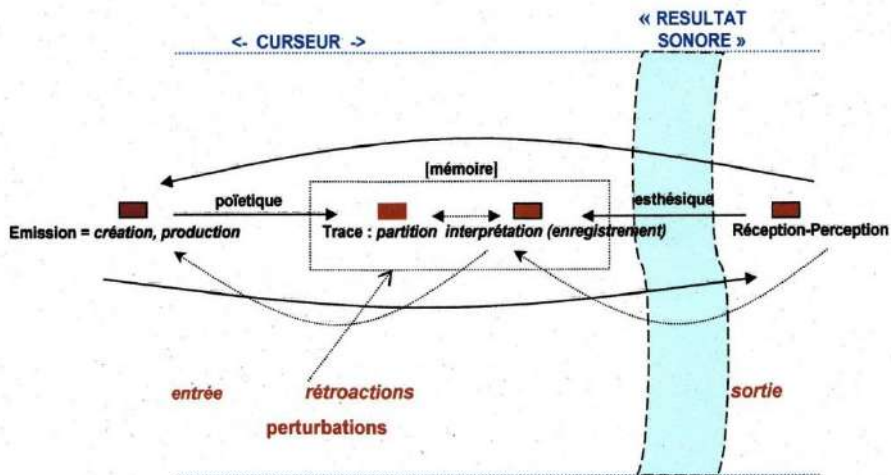 « RESULTAT
SONORE »
<- CURSEUR ->
[mémoire]
poïetique
esthésique
Emission = création, production
Trace : partition interprétation (enregistrement)
Réception-Perception
entrée
rétroactions
sortie
perturbations